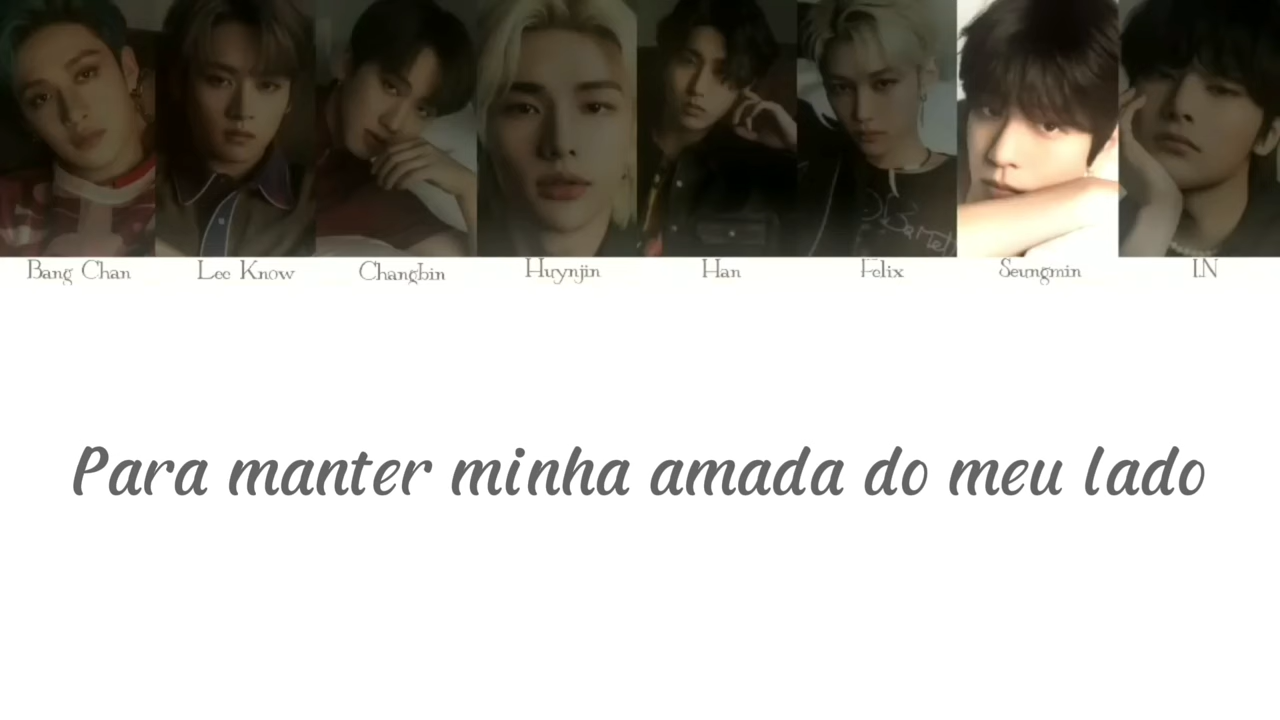 Bang Chan
Lee Know
Changbin
Huynjin
Han
Felix
Seungmin
I.N
Para manter minha amada do meu lado